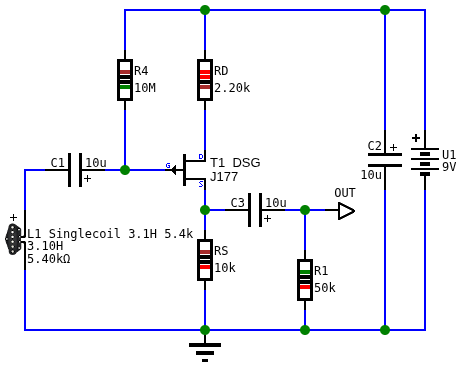 R4
10M
RD
2.20k
C1
10u
+
G
D
S
T1 DSG
J177
C2
+
10u
+
U1
9V
C3
10u
+
OUT
+
L1 Singlecoil 3.1H 5.4k
3.10H
5.40kΩ
RS
10k
R1
50k